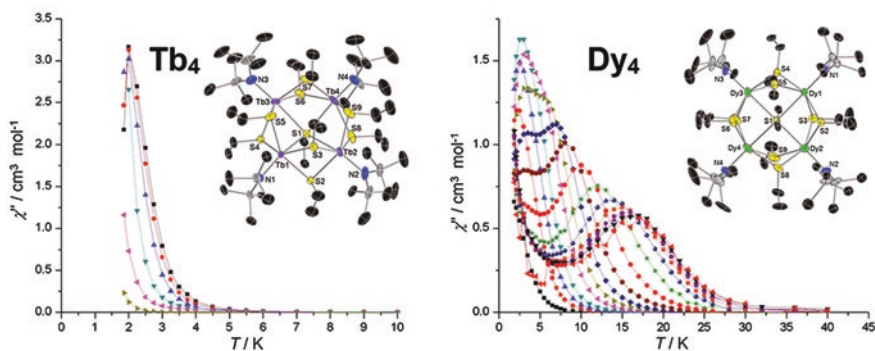 Tb4
χ'' / cm³ mol⁻¹
3.5
3.0
2.5
2.0
1.5
1.0
0.5
0.0
0 1 2 3 4 5 6 7 8 9 10
T / K
N3
S7
N4
Tb3
S6
Tb4
S5
S9
S1
S8
S4
S3
Tb2
Tb1
N1
S2
N2
Dy4
χ'' / cm³ mol⁻¹
1.5
1.0
0.5
0.0
0 5 10 15 20 25 30 35 40 45
T / K
S4
N3
S5
N1
Dy3
Dy1
S7
S1
S3
S6
S2
Dy4
S9
Dy2
N4
S8
N2